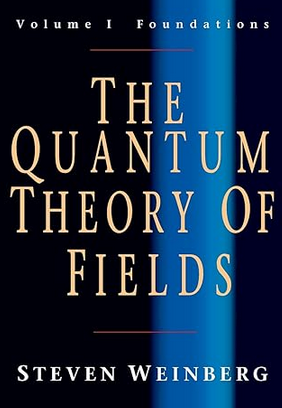 Volume I Foundations
THE
QUANTUM
THEORY OF
FIELDS
STEVEN WEINBERG